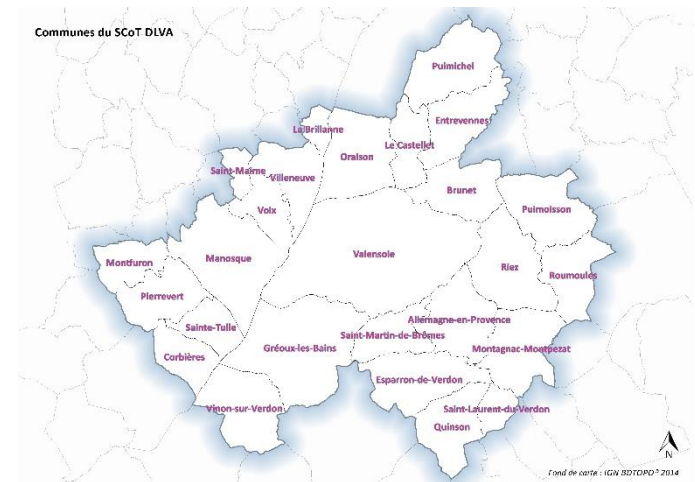 Communes du SCoT DLVA
Puimichel
Entrevennes
La Brillanne
Le Castellet
Oraison
Saint-Maime
Villeneuve
Brunet
Volx
Puimoisson
Manosque
Valensole
Montfuron
Riez
Roumoules
Pierrevert
Allemagne-en-Provence
Sainte-Tulle
Saint-Martin-de-Brômes
Gréoux-les-Bains
Montagnac-Montpezat
Corbières
Esparron-de-Verdon
Vinon-sur-Verdon
Saint-Laurent-du-Verdon
Quinson
N
Fond de carte : IGN BDTOPO® 2014